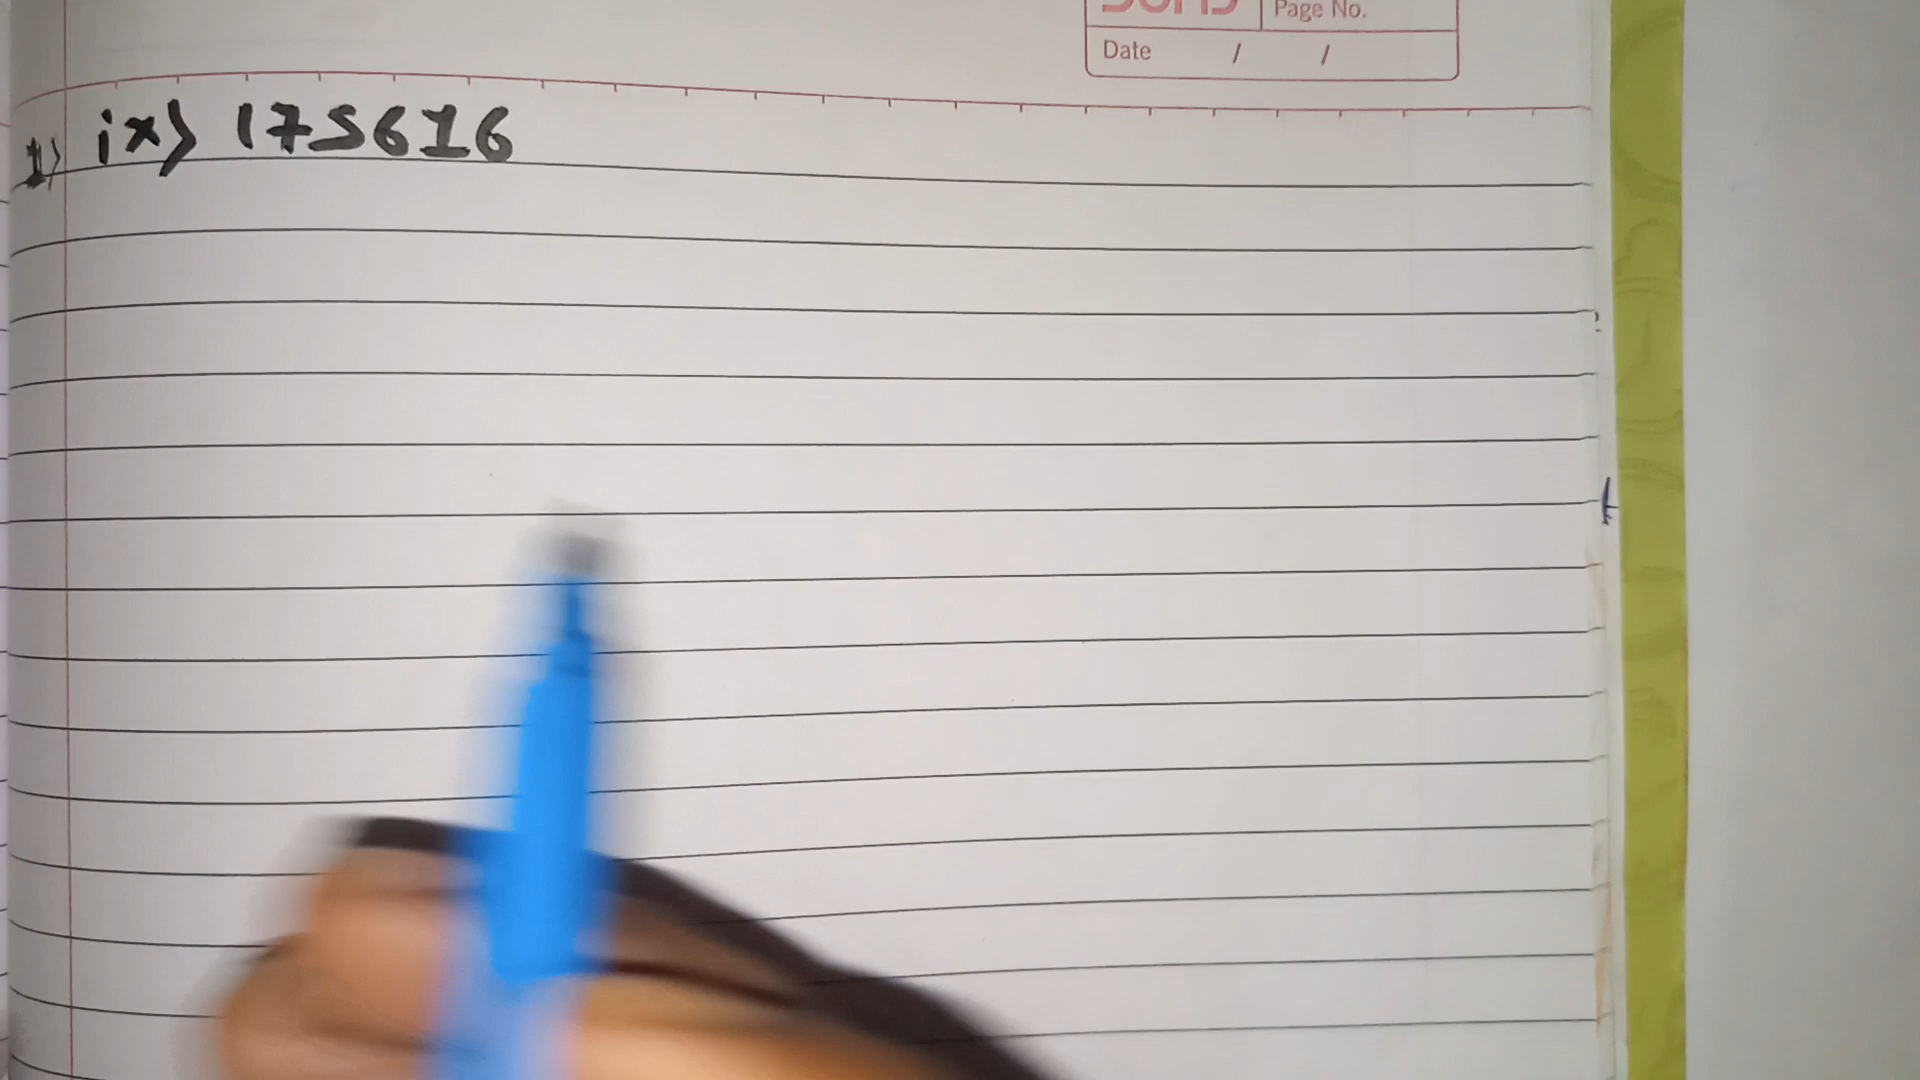 Page No.
Date / /
1) ix) 175616